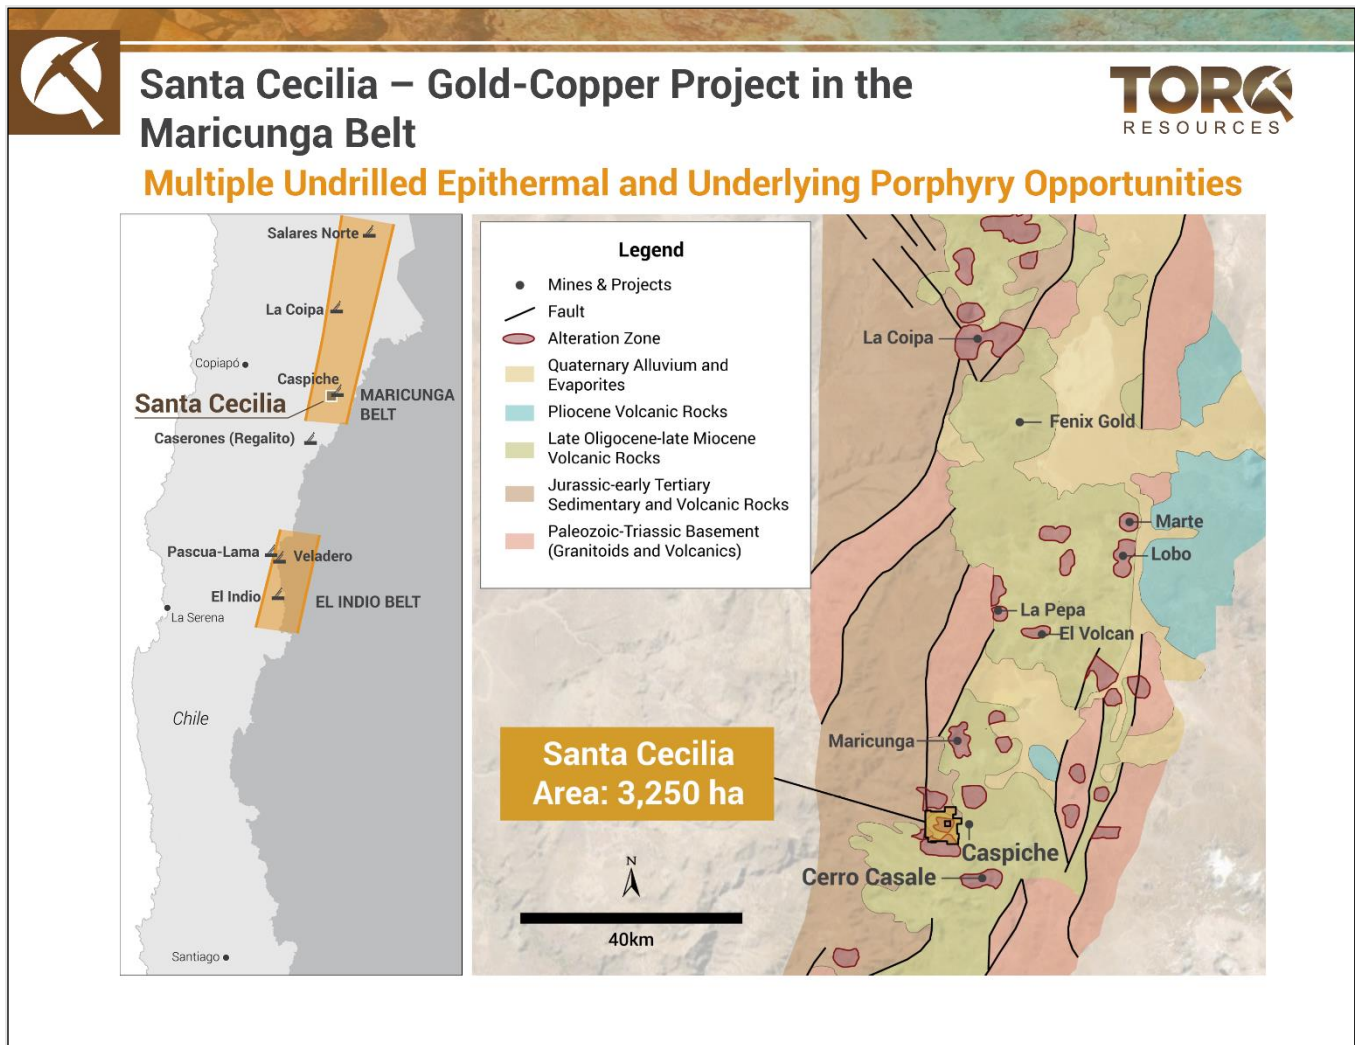 Santa Cecilia – Gold-Copper Project in the
Maricunga Belt
TORQ
RESOURCES
Multiple Undrilled Epithermal and Underlying Porphyry Opportunities
Salares Norte
La Coipa
Copiapó
Caspiche
Santa Cecilia
MARICUNGA
BELT
Caserones (Regalito)
Pascua-Lama
Veladero
El Indio
EL INDIO BELT
La Serena
Chile
Santiago
Legend
Mines & Projects
Fault
Alteration Zone
Quaternary Alluvium and
Evaporites
Pliocene Volcanic Rocks
Late Oligocene-late Miocene
Volcanic Rocks
Jurassic-early Tertiary
Sedimentary and Volcanic Rocks
Paleozoic-Triassic Basement
(Granitoids and Volcanics)
La Coipa
Fenix Gold
Marte
Lobo
La Pepa
El Volcan
Maricunga
Santa Cecilia
Area: 3,250 ha
Caspiche
Cerro Casale
N
40km